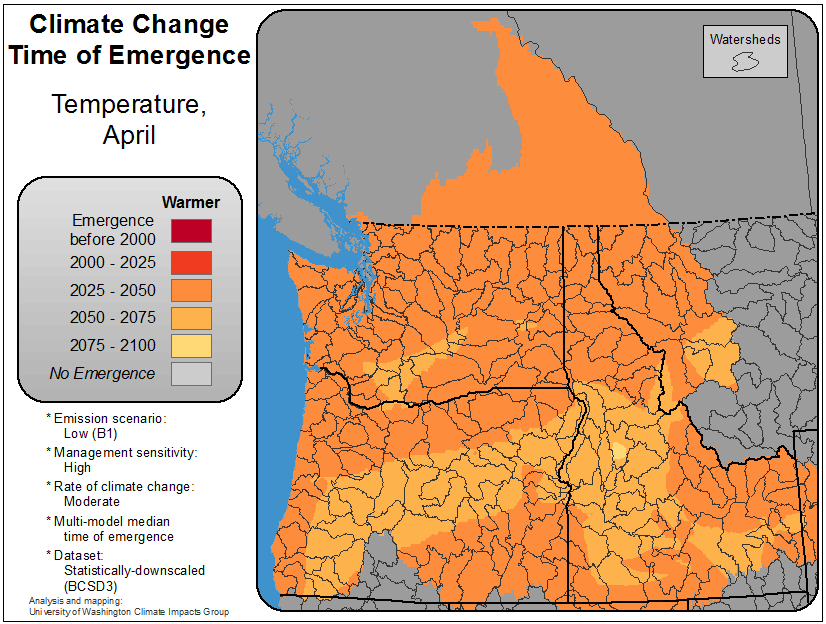 Climate Change
Time of Emergence
Temperature,
April
Watersheds
Warmer
Emergence
before 2000
2000 - 2025
2025 - 2050
2050 - 2075
2075 - 2100
No Emergence
* Emission scenario:
Low (B1)
* Management sensitivity:
High
* Rate of climate change:
Moderate
* Multi-model median
time of emergence
* Dataset:
Statistically-downscaled
(BCSD3)
Analysis and mapping:
University of Washington Climate Impacts Group